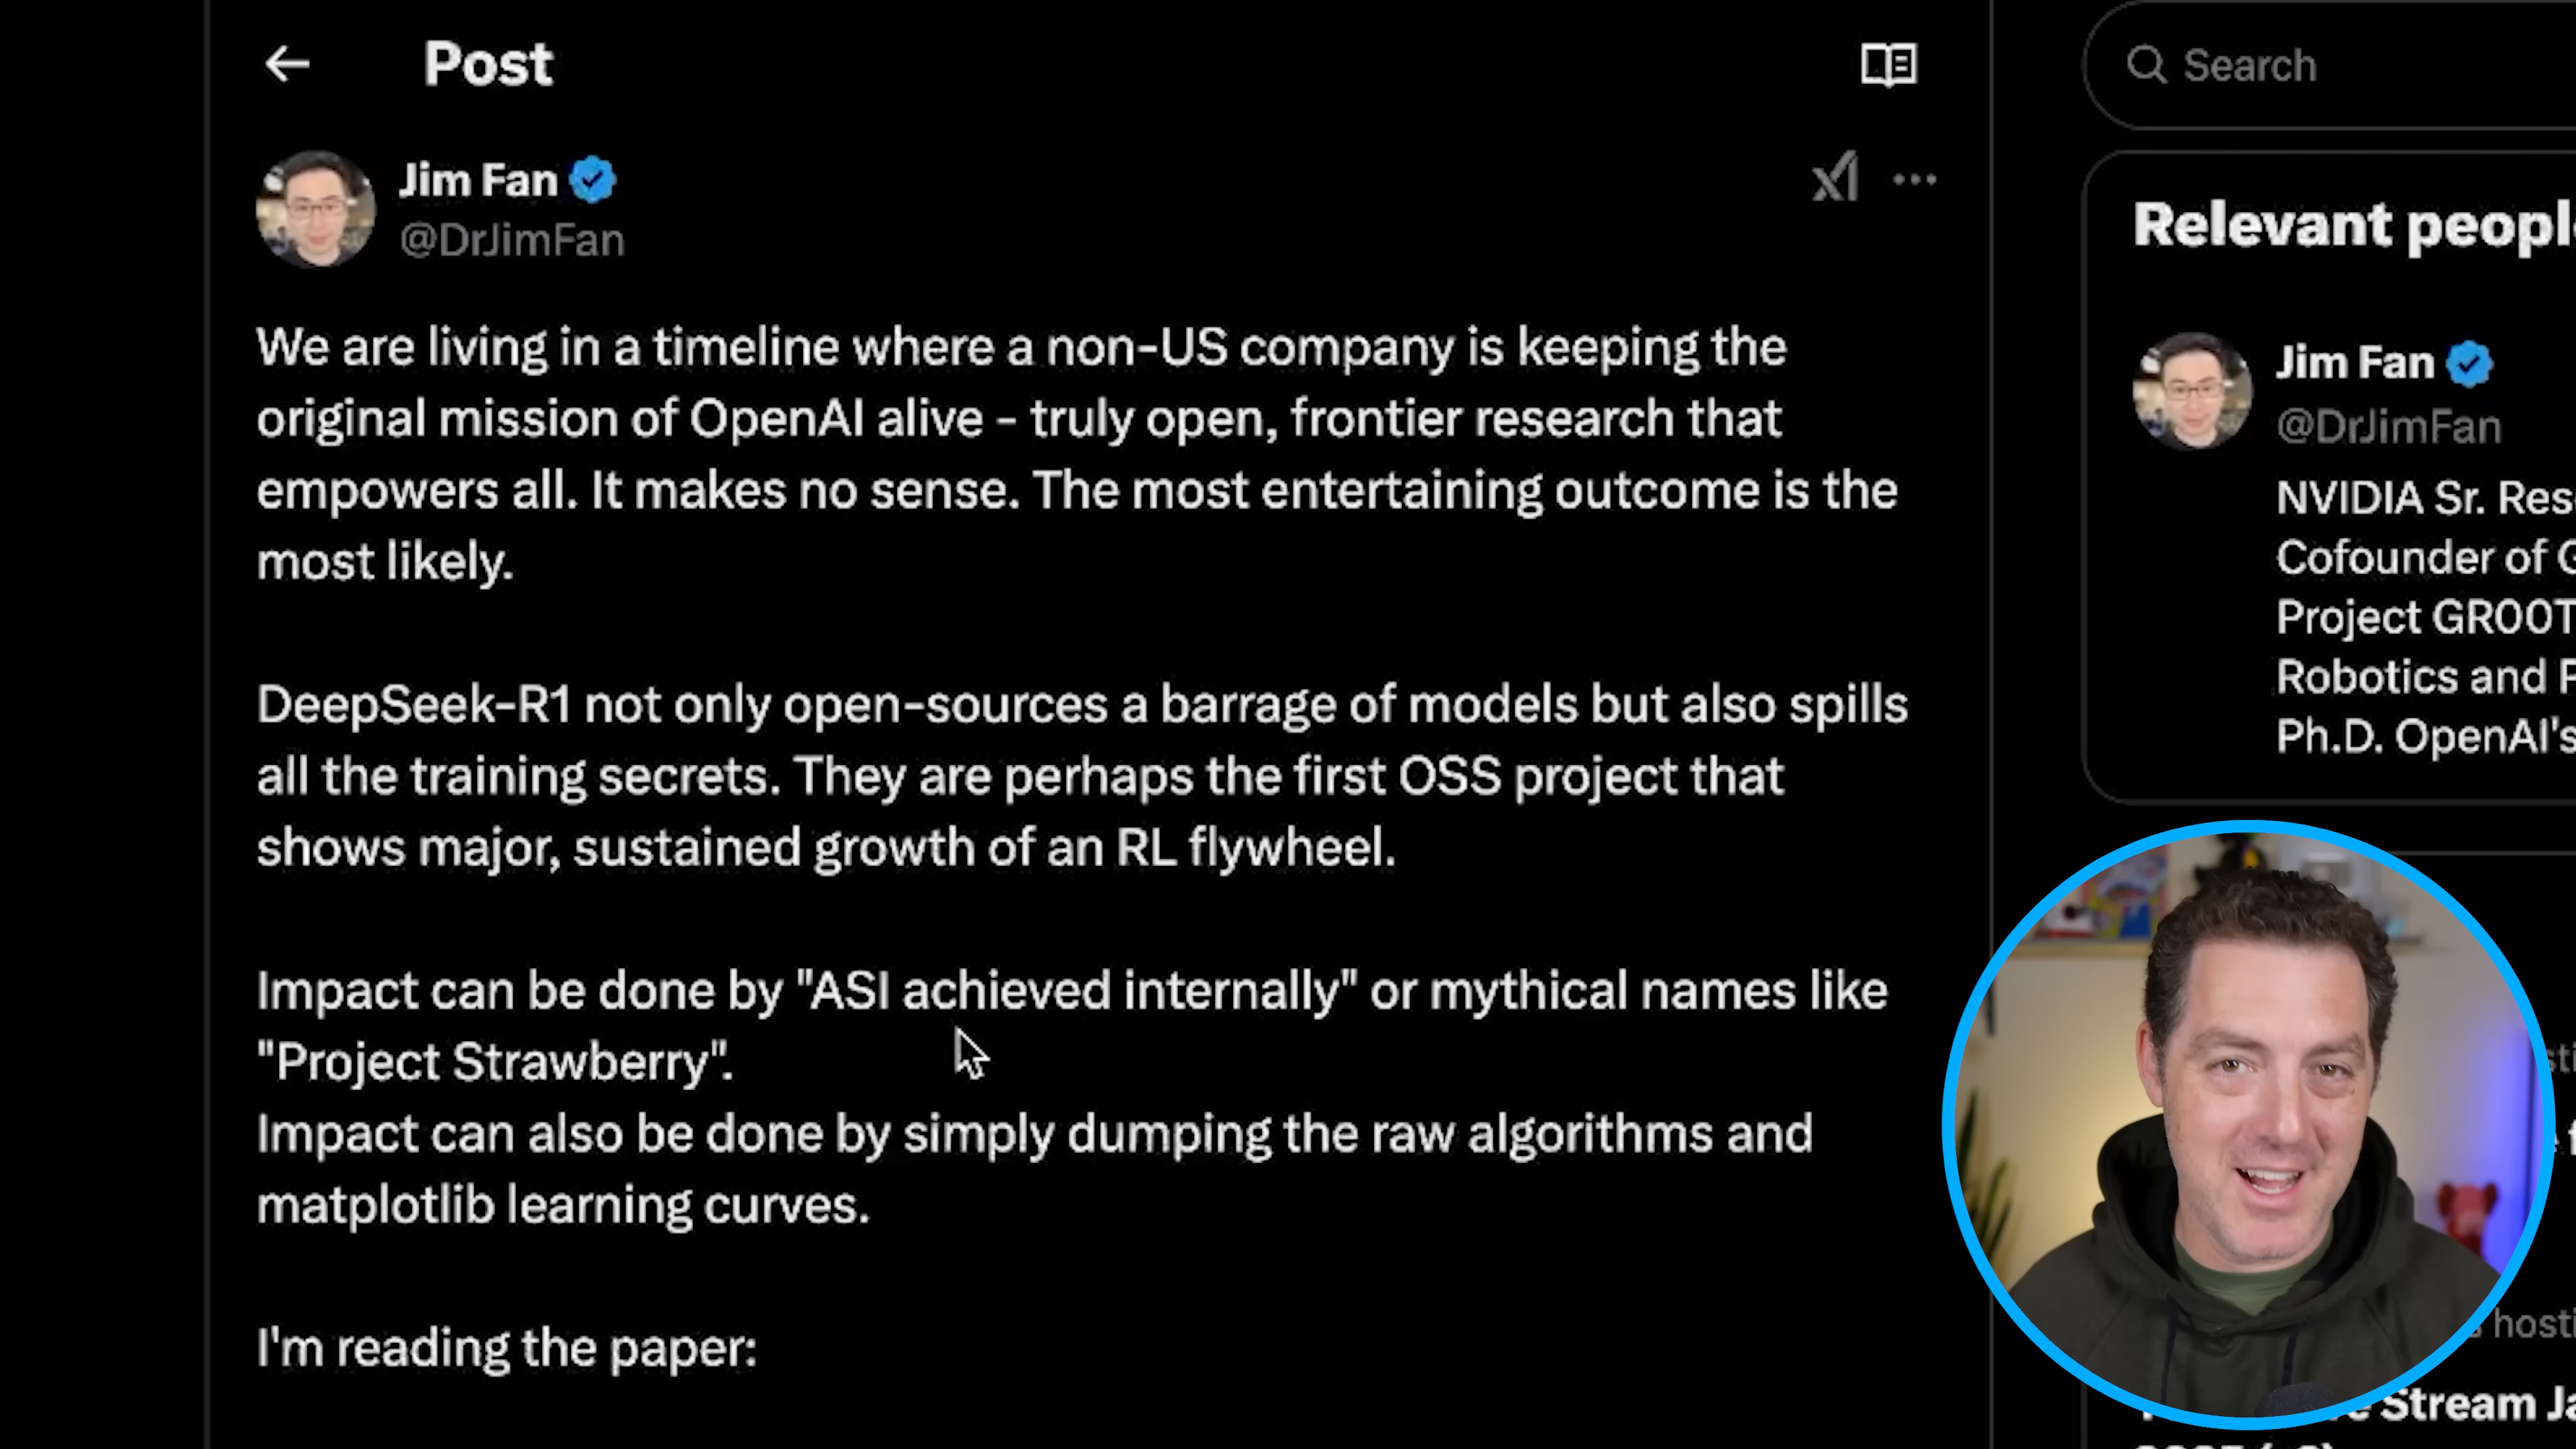 Post
Search
Jim Fan
@DrJimFan
We are living in a timeline where a non-US company is keeping the
original mission of OpenAI alive - truly open, frontier research that
empowers all. It makes no sense. The most entertaining outcome is the
most likely.
DeepSeek-R1 not only open-sources a barrage of models but also spills
all the training secrets. They are perhaps the first OSS project that
shows major, sustained growth of an RL flywheel.
Impact can be done by "ASI achieved internally" or mythical names like
"Project Strawberry".
Impact can also be done by simply dumping the raw algorithms and
matplotlib learning curves.
I'm reading the paper:
Relevant
Jim Fan
@DrJimFan
NVIDIA Sr.
Cofounder of
Project GR00T
Robotics and
Ph.D. OpenAI's
Stream